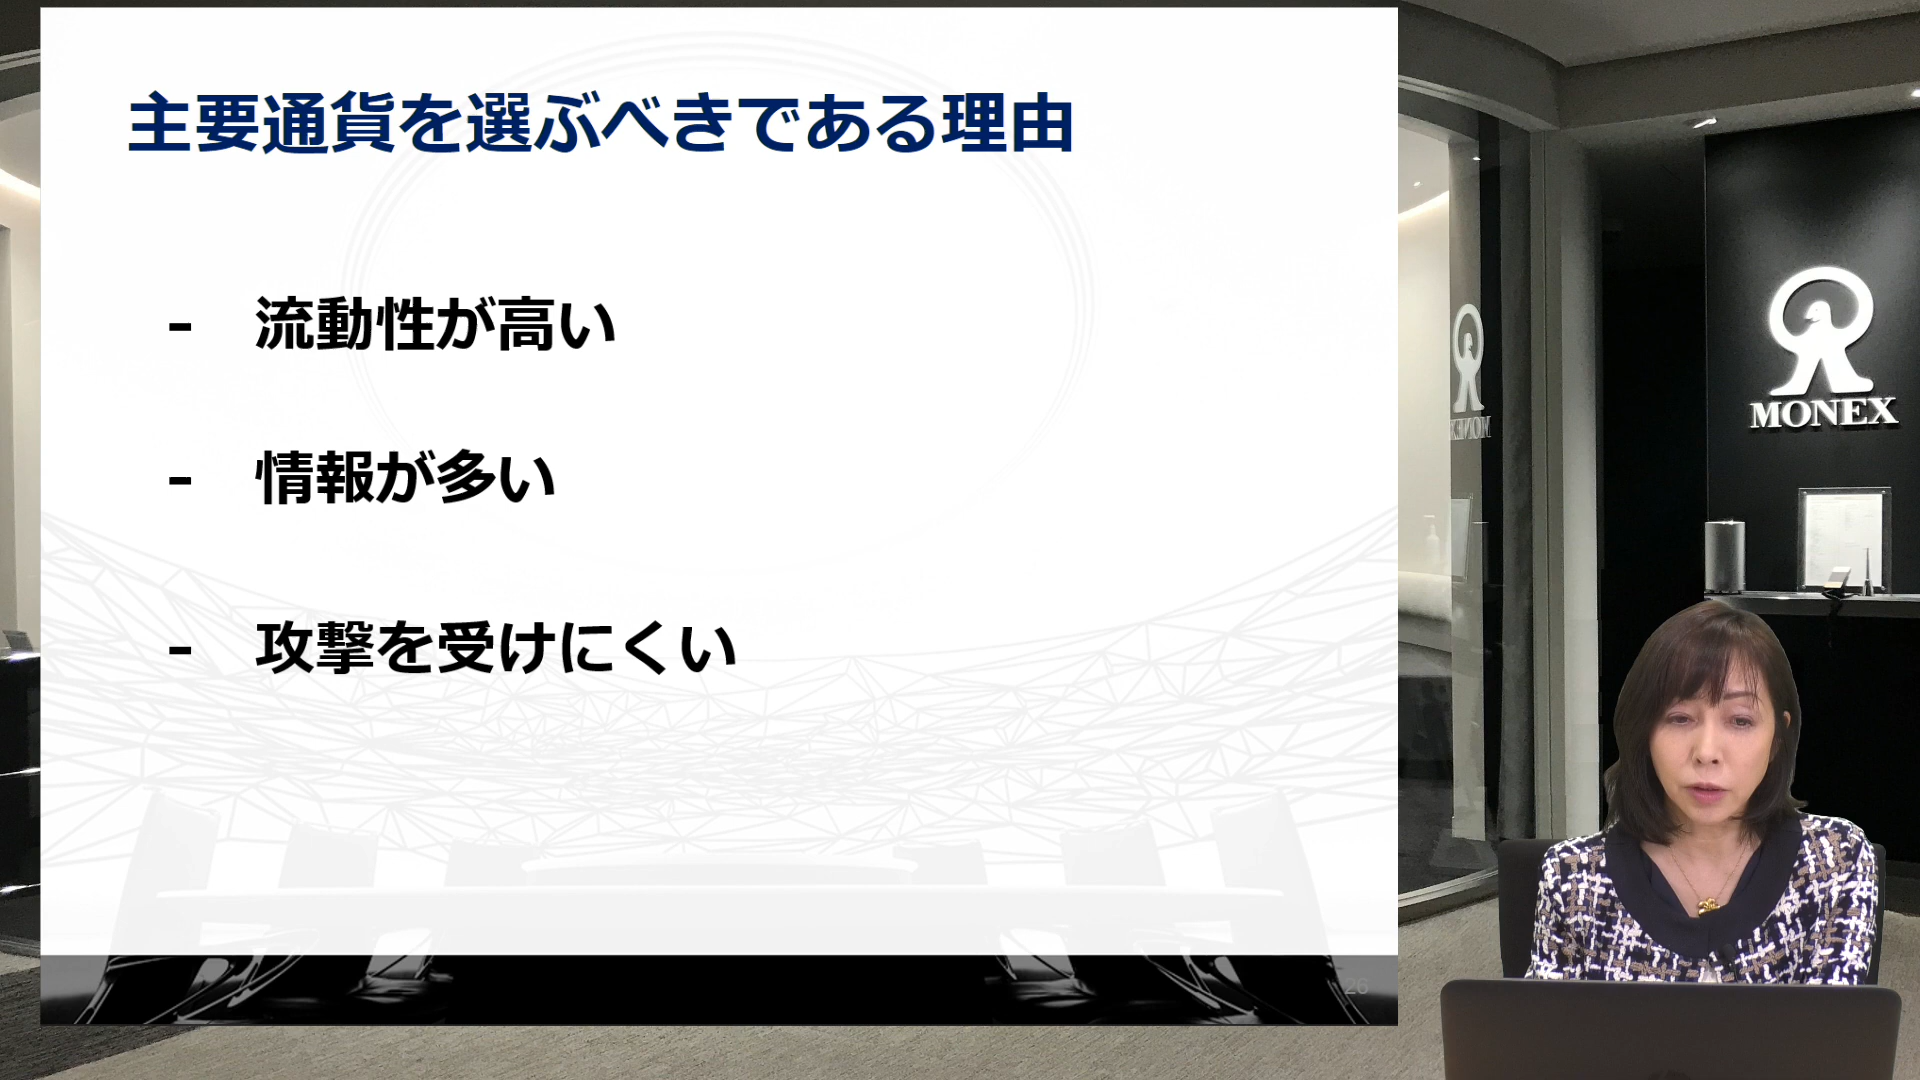 主要通貨を選ぶべきである理由
- 流動性が高い
- 情報が多い
- 攻撃を受けにくい
26
MONEX